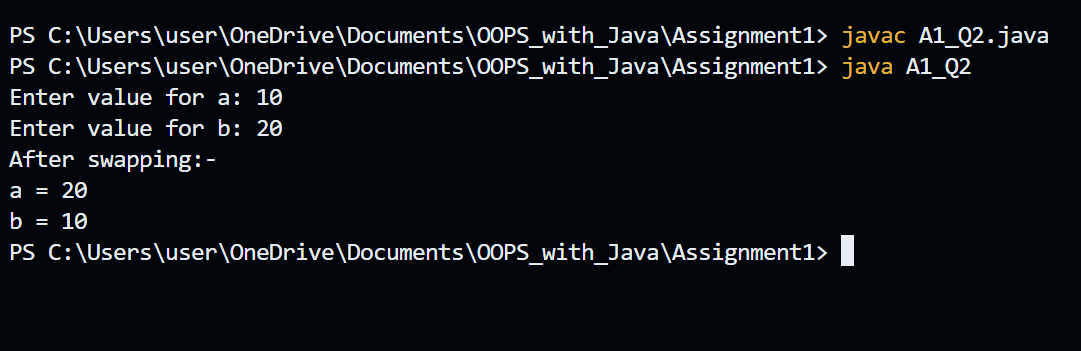 PS C:\Users\user\OneDrive\Documents\OOPS_with_Java\Assignment1> javac A1_Q2.java
PS C:\Users\user\OneDrive\Documents\OOPS_with_Java\Assignment1> java A1_Q2
Enter value for a: 10
Enter value for b: 20
After swapping:-
a = 20
b = 10
PS C:\Users\user\OneDrive\Documents\OOPS_with_Java\Assignment1>